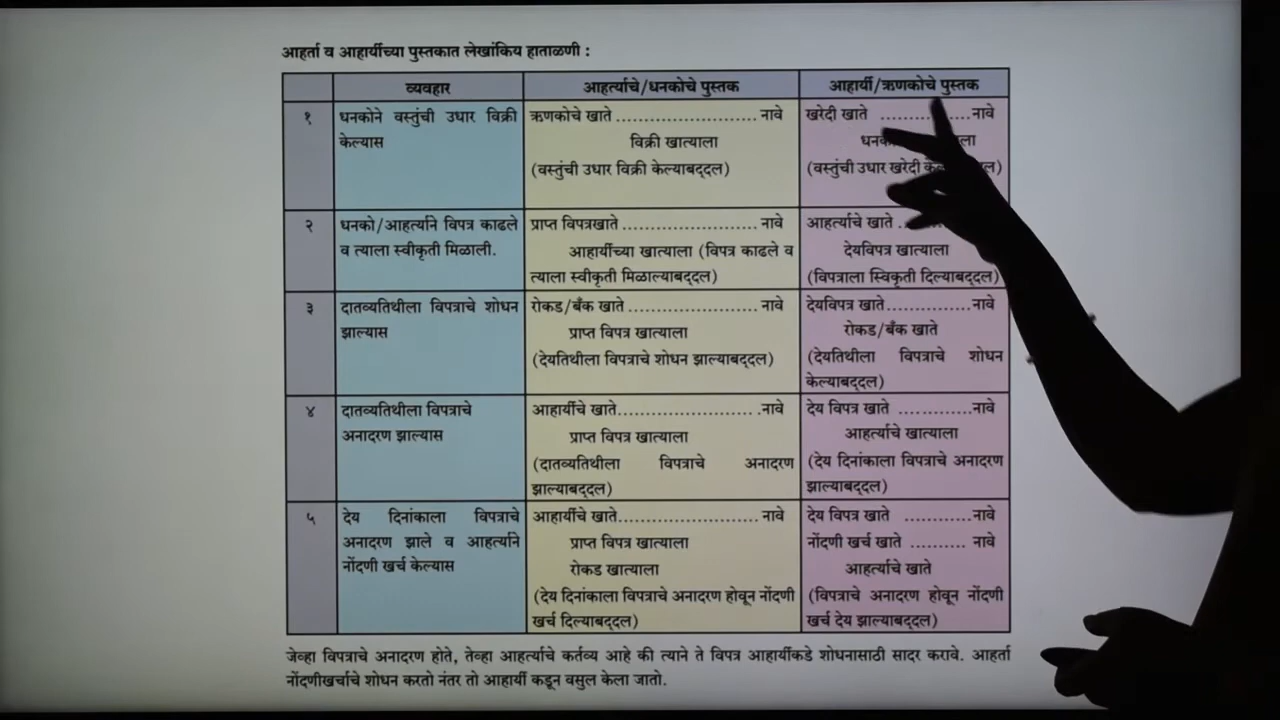 आहर्ता व आहार्यीच्या पुस्तकात लेखांकिय हाताळणी :
व्यवहार
आहर्त्याचे/धनकोचे पुस्तक
आहार्यी/ऋणकोचे पुस्तक
१
धनकोने वस्तुंची उधार विक्री
केल्यास
ऋणकोचे खाते ........................... नावे
विक्री खात्याला
(वस्तुंची उधार विक्री केल्याबद्दल)
खरेदी खाते ................. नावे
(वस्तुंची उधार खरेदी
२
धनको/आहर्त्याने विपत्र काढले
व त्याला स्वीकृती मिळाली.
प्राप्त विपत्रखाते .......................... नावे
आहार्यीच्या खात्याला (विपत्र काढले व
त्याला स्वीकृती मिळाल्याबद्दल)
आहर्त्याचे खाते ..
देयविपत्र खात्याला
(विपत्राला स्विकृती दिल्याबद्दल)
३
दातव्यतिथीला विपत्राचे शोधन
झाल्यास
रोकड/बँक खाते .......................... नावे
प्राप्त विपत्र खात्याला
(देयतिथीला विपत्राचे शोधन झाल्याबद्दल)
देयविपत्र खाते................ नावे
रोकड/बँक खाते
(देयतिथीला विपत्राचे शोधन
केल्याबद्दल)
४
दातव्यतिथीला विपत्राचे
अनादरण झाल्यास
आहार्यीचे खाते.......................... .नावे
प्राप्त विपत्र खात्याला
(दातव्यतिथीला विपत्राचे अनादरण
झाल्याबद्दल)
देय विपत्र खाते .............नावे
आहर्त्याचे खात्याला
(देय दिनांकाला विपत्राचे अनादरण
झाल्याबद्दल)
५
देय दिनांकाला विपत्राचे
अनादरण झाले व आहर्त्याने
नोंदणी खर्च केल्यास
आहार्यीचे खाते........................... नावे
प्राप्त विपत्र खात्याला
रोकड खात्याला
(देय दिनांकाला विपत्राचे अनादरण होवून नोंदणी
खर्च दिल्याबद्दल)
देय विपत्र खाते ............नावे
नोंदणी खर्च खाते .......... नावे
आहर्त्याचे खाते
(विपत्राचे अनादरण होवून नोंदणी
खर्च देय झाल्याबद्दल)
जेव्हा विपत्राचे अनादरण होते, तेव्हा आहर्त्याचे कर्तव्य आहे की त्याने ते विपत्र आहार्यीकडे शोधनासाठी सादर करावे. आहर्ता
नोंदणीखर्चाचे शोधन करतो नंतर तो आहार्यी कडून वसुल केला जातो.